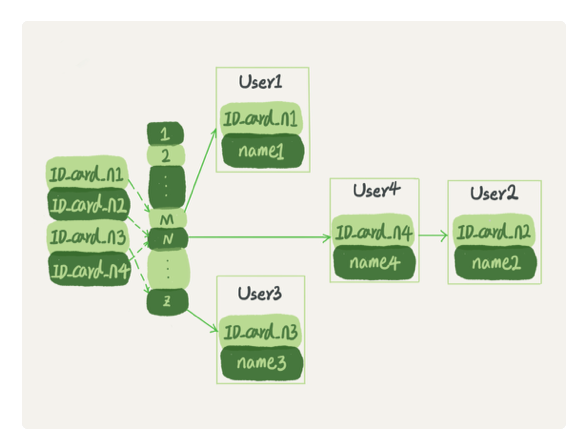 User1
ID_card_n1
name1
1
2
M
N
Z
ID_card_n1
ID_card_n2
ID_card_n3
ID_card_n4
User4
ID_card_n4
name4
User2
ID_card_n2
name2
User3
ID_card_n3
name3